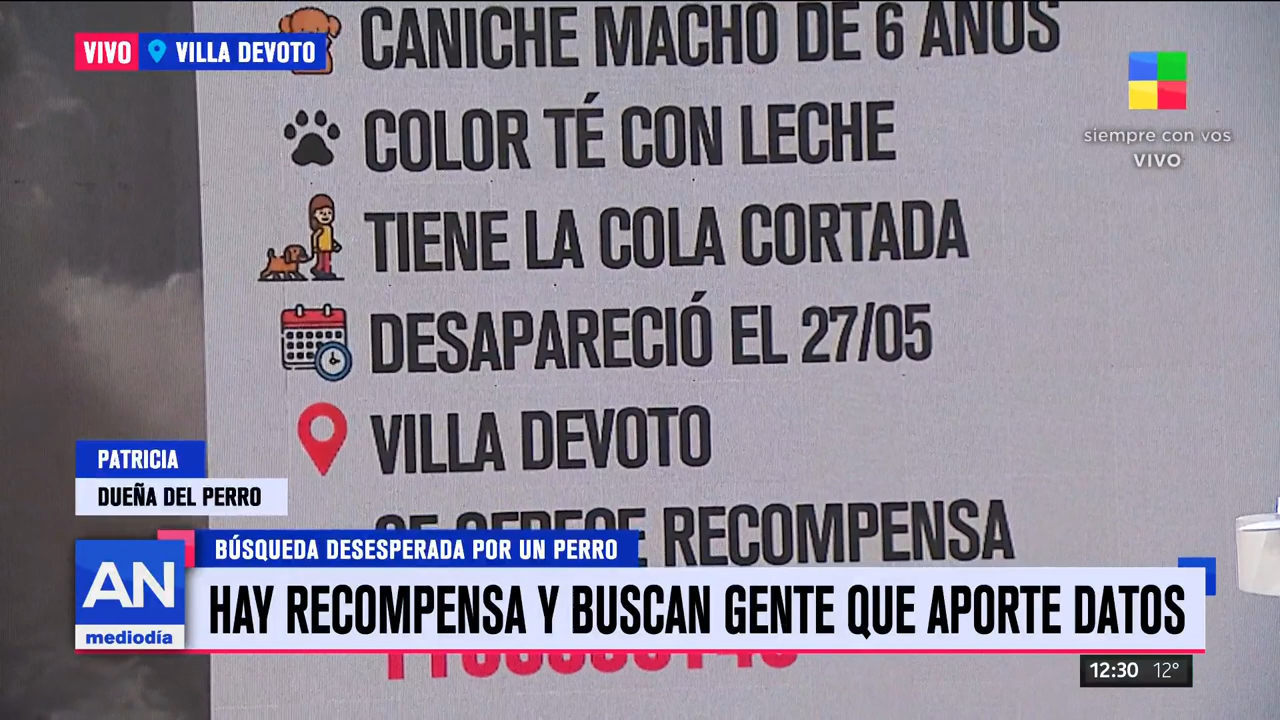 VIVO VILLA DEVOTO
CANICHE MACHO DE 6 AÑOS
COLOR TÉ CON LECHE
TIENE LA COLA CORTADA
DESAPARECIÓ EL 27/05
VILLA DEVOTO
RECOMPENSA
siempre con vos
VIVO
PATRICIA
DUEÑA DEL PERRO
BÚSQUEDA DESESPERADA POR UN PERRO
AN
mediodía
HAY RECOMPENSA Y BUSCAN GENTE QUE APORTE DATOS
12:30 12°